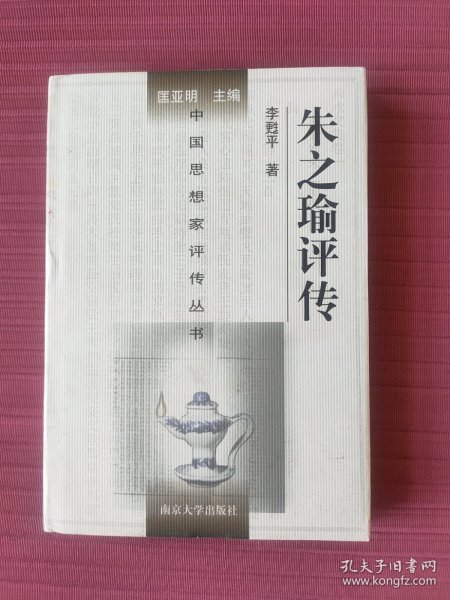 匡亚明 主编
朱之瑜评传
李甦平 著
中国思想家评传丛书
南京大学出版社
孔夫子旧书网
www.kongfz.com